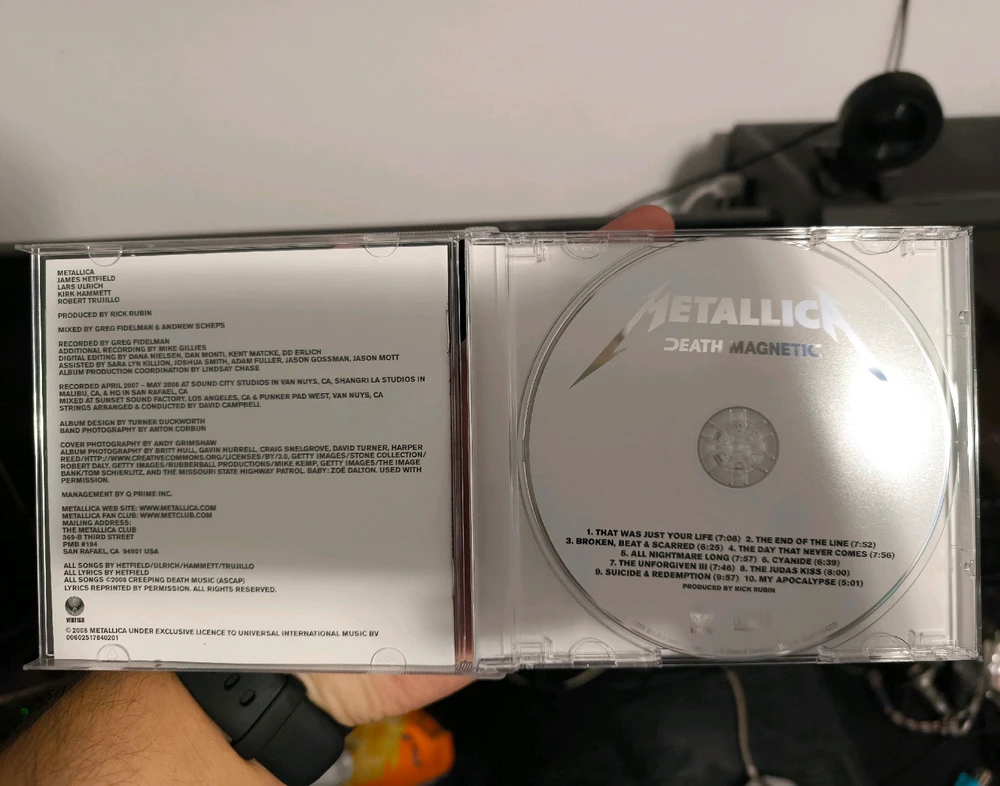 METALLICA
JAMES HETFIELD
LARS ULRICH
KIRK HAMMETT
ROBERT TRUJILLO
PRODUCED BY RICK RUBIN
MIXED BY GREG FIDELMAN & ANDREW SCHEPS
RECORDED BY GREG FIDELMAN
ADDITIONAL RECORDING BY MIKE GILLIES
DIGITAL EDITING BY DANA NIELSEN, DAN MONTI, KENT MATCKE, DD ERLICH
ASSISTED BY SARA LYN KILLION, JOSHUA SMITH, ADAM FULLER, JASON GOSSMAN, JASON MOTT
ALBUM PRODUCTION COORDINATION BY LINDSAY CHASE
RECORDED APRIL 2007 – MAY 2008 AT SOUND CITY STUDIOS IN VAN NUYS, CA, SHANGRI LA STUDIOS IN
MALIBU, CA, & HQ IN SAN RAFAEL, CA
MIXED AT SUNSET SOUND FACTORY, LOS ANGELES, CA & PUNKER PAD WEST, VAN NUYS, CA
STRINGS ARRANGED & CONDUCTED BY DAVID CAMPBELL
ALBUM DESIGN BY TURNER DUCKWORTH
BAND PHOTOGRAPHY BY ANTON CORBIJN
COVER PHOTOGRAPHY BY ANDY GRIMSHAW
ALBUM PHOTOGRAPHY BY BRITT HULL, GAVIN HURRELL, CRAIG SNELGROVE, DAVID TURNER, HARPER
REED/HTTP://WWW.CREATIVECOMMONS.ORG/LICENSES/BY/2.0, GETTY IMAGES/STONE COLLECTION/
ROBERT DALY, GETTY IMAGES/RUBBERBALL PRODUCTIONS/MIKE KEMP, GETTY IMAGES/THE IMAGE
BANK/TOM SCHIERLITZ, AND THE MISSOURI STATE HIGHWAY PATROL. BABY: ZOE DALTON. USED WITH
PERMISSION.
MANAGEMENT BY Q PRIME INC.
METALLICA WEB SITE: WWW.METALLICA.COM
METALLICA FAN CLUB: WWW.METCLUB.COM
MAILING ADDRESS:
THE METALLICA CLUB
369-B THIRD STREET
PMB #194
SAN RAFAEL, CA 94901 USA
ALL SONGS BY HETFIELD/ULRICH/HAMMETT/TRUJILLO
ALL LYRICS BY HETFIELD
ALL SONGS ©2008 CREEPING DEATH MUSIC (ASCAP)
LYRICS REPRINTED BY PERMISSION. ALL RIGHTS RESERVED.
VERTIGO
© 2008 METALLICA UNDER EXCLUSIVE LICENCE TO UNIVERSAL INTERNATIONAL MUSIC BV
00602517840201
METALLICA
DEATH MAGNETIC
1. THAT WAS JUST YOUR LIFE (7:08) 2. THE END OF THE LINE (7:52)
3. BROKEN, BEAT & SCARRED (6:25) 4. THE DAY THAT NEVER COMES (7:56)
5. ALL NIGHTMARE LONG (7:57) 6. CYANIDE (6:39)
7. THE UNFORGIVEN III (7:46) 8. THE JUDAS KISS (8:00)
9. SUICIDE & REDEMPTION (9:57) 10. MY APOCALYPSE (5:01)
PRODUCED BY RICK RUBIN